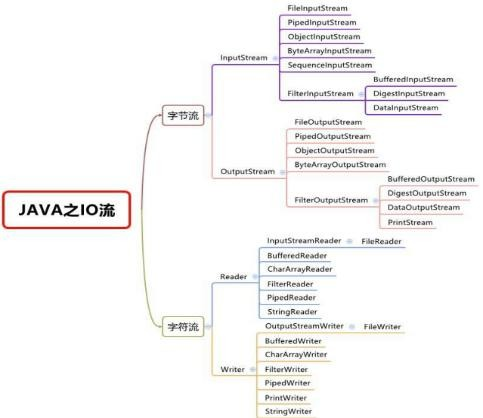 JAVA之IO流
字节流
InputStream
FileInputStream
PipedInputStream
ObjectInputStream
ByteArrayInputStream
SequenceInputStream
FilterInputStream
BufferedInputStream
DigestInputStream
DataInputStream
OutputStream
FileOutputStream
PipedOutputStream
ObjectOutputStream
ByteArrayOutputStream
FilterOutputStream
BufferedOutputStream
DigestOutputStream
DataOutputStream
PrintStream
字符流
Reader
InputStreamReader
FileReader
BufferedReader
CharArrayReader
FilterReader
PipedReader
StringReader
Writer
OutputStreamWriter
FileWriter
BufferedWriter
CharArrayWriter
FilterWriter
PipedWriter
PrintWriter
StringWriter